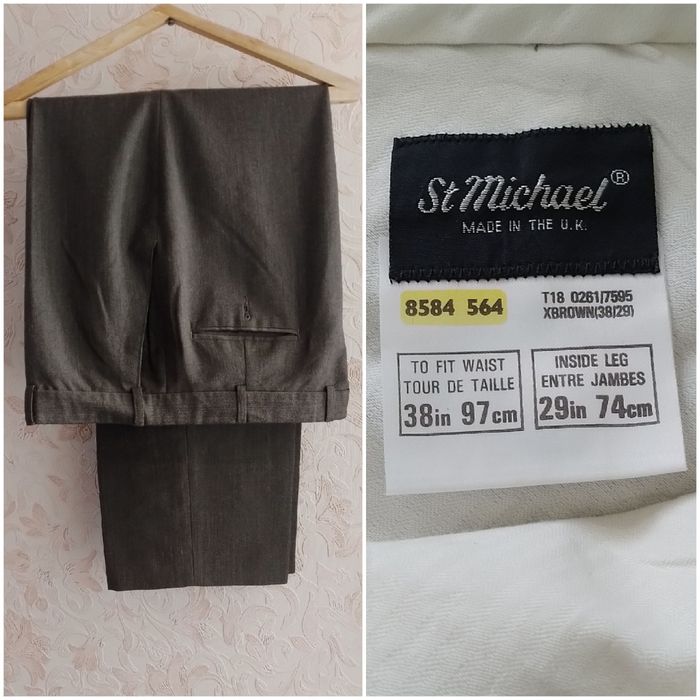 St Michael®
MADE IN THE U.K.
8584 564
T18 0261/7595
XBROWN(38/29)
TO FIT WAIST
TOUR DE TAILLE
38in 97cm
INSIDE LEG
ENTRE JAMBES
29in 74cm